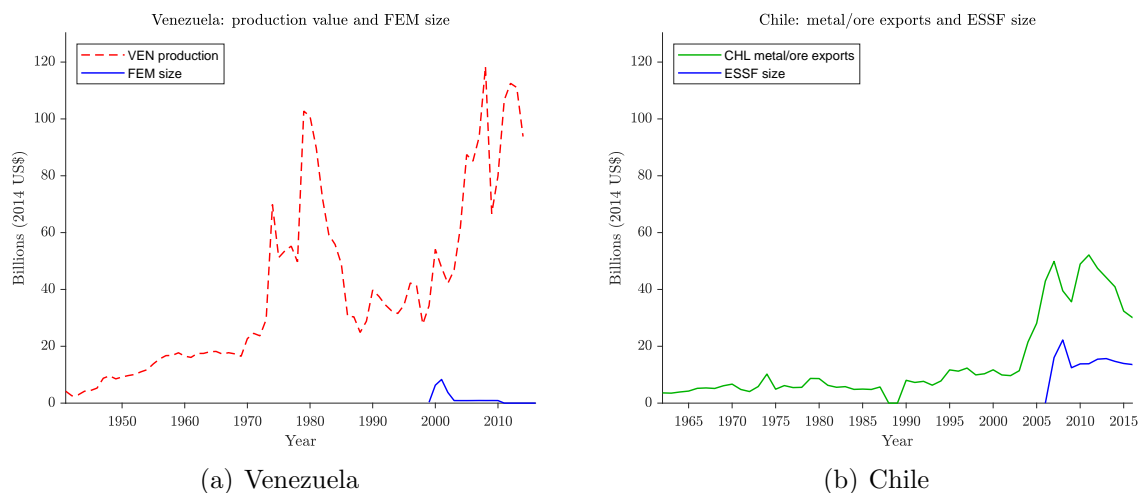 Venezuela: production value and FEM size
VEN production
FEM size
Billions (2014 US$)
120
100
80
60
40
20
0
1950 1960 1970 1980 1990 2000 2010
Year
(a) Venezuela
Chile: metal/ore exports and ESSF size
CHL metal/ore exports
ESSF size
Billions (2014 US$)
120
100
80
60
40
20
0
1965 1970 1975 1980 1985 1990 1995 2000 2005 2010 2015
Year
(b) Chile